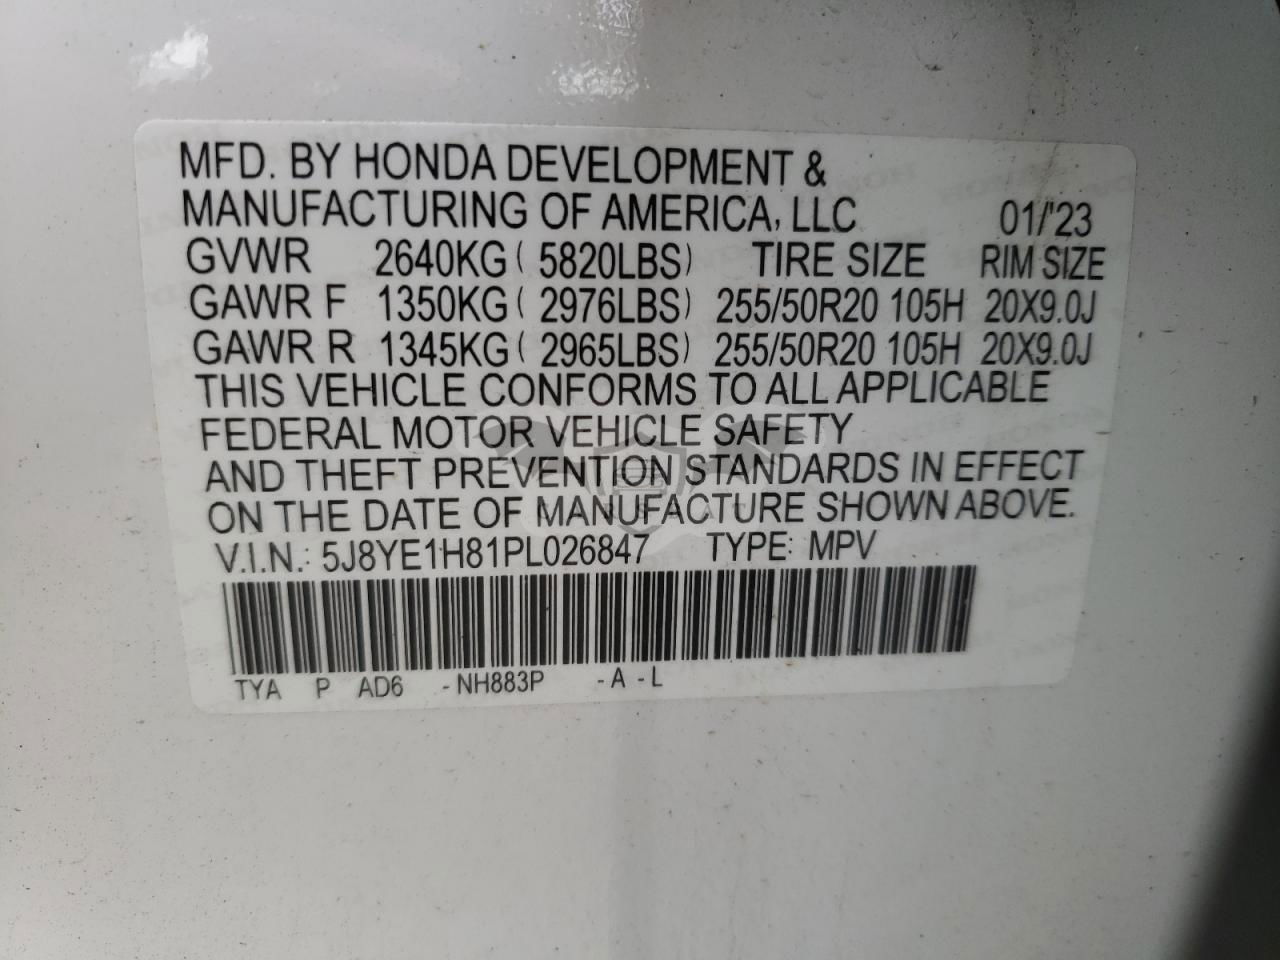 MFD. BY HONDA DEVELOPMENT &
MANUFACTURING OF AMERICA, LLC 01/'23
GVWR 2640KG ( 5820LBS) TIRE SIZE RIM SIZE
GAWR F 1350KG ( 2976LBS) 255/50R20 105H 20X9.0J
GAWR R 1345KG ( 2965LBS) 255/50R20 105H 20X9.0J
THIS VEHICLE CONFORMS TO ALL APPLICABLE
FEDERAL MOTOR VEHICLE SAFETY
AND THEFT PREVENTION STANDARDS IN EFFECT
ON THE DATE OF MANUFACTURE SHOWN ABOVE.
V.I.N.: 5J8YE1H81PL026847 TYPE: MPV
TYA P AD6 -NH883P -A -L